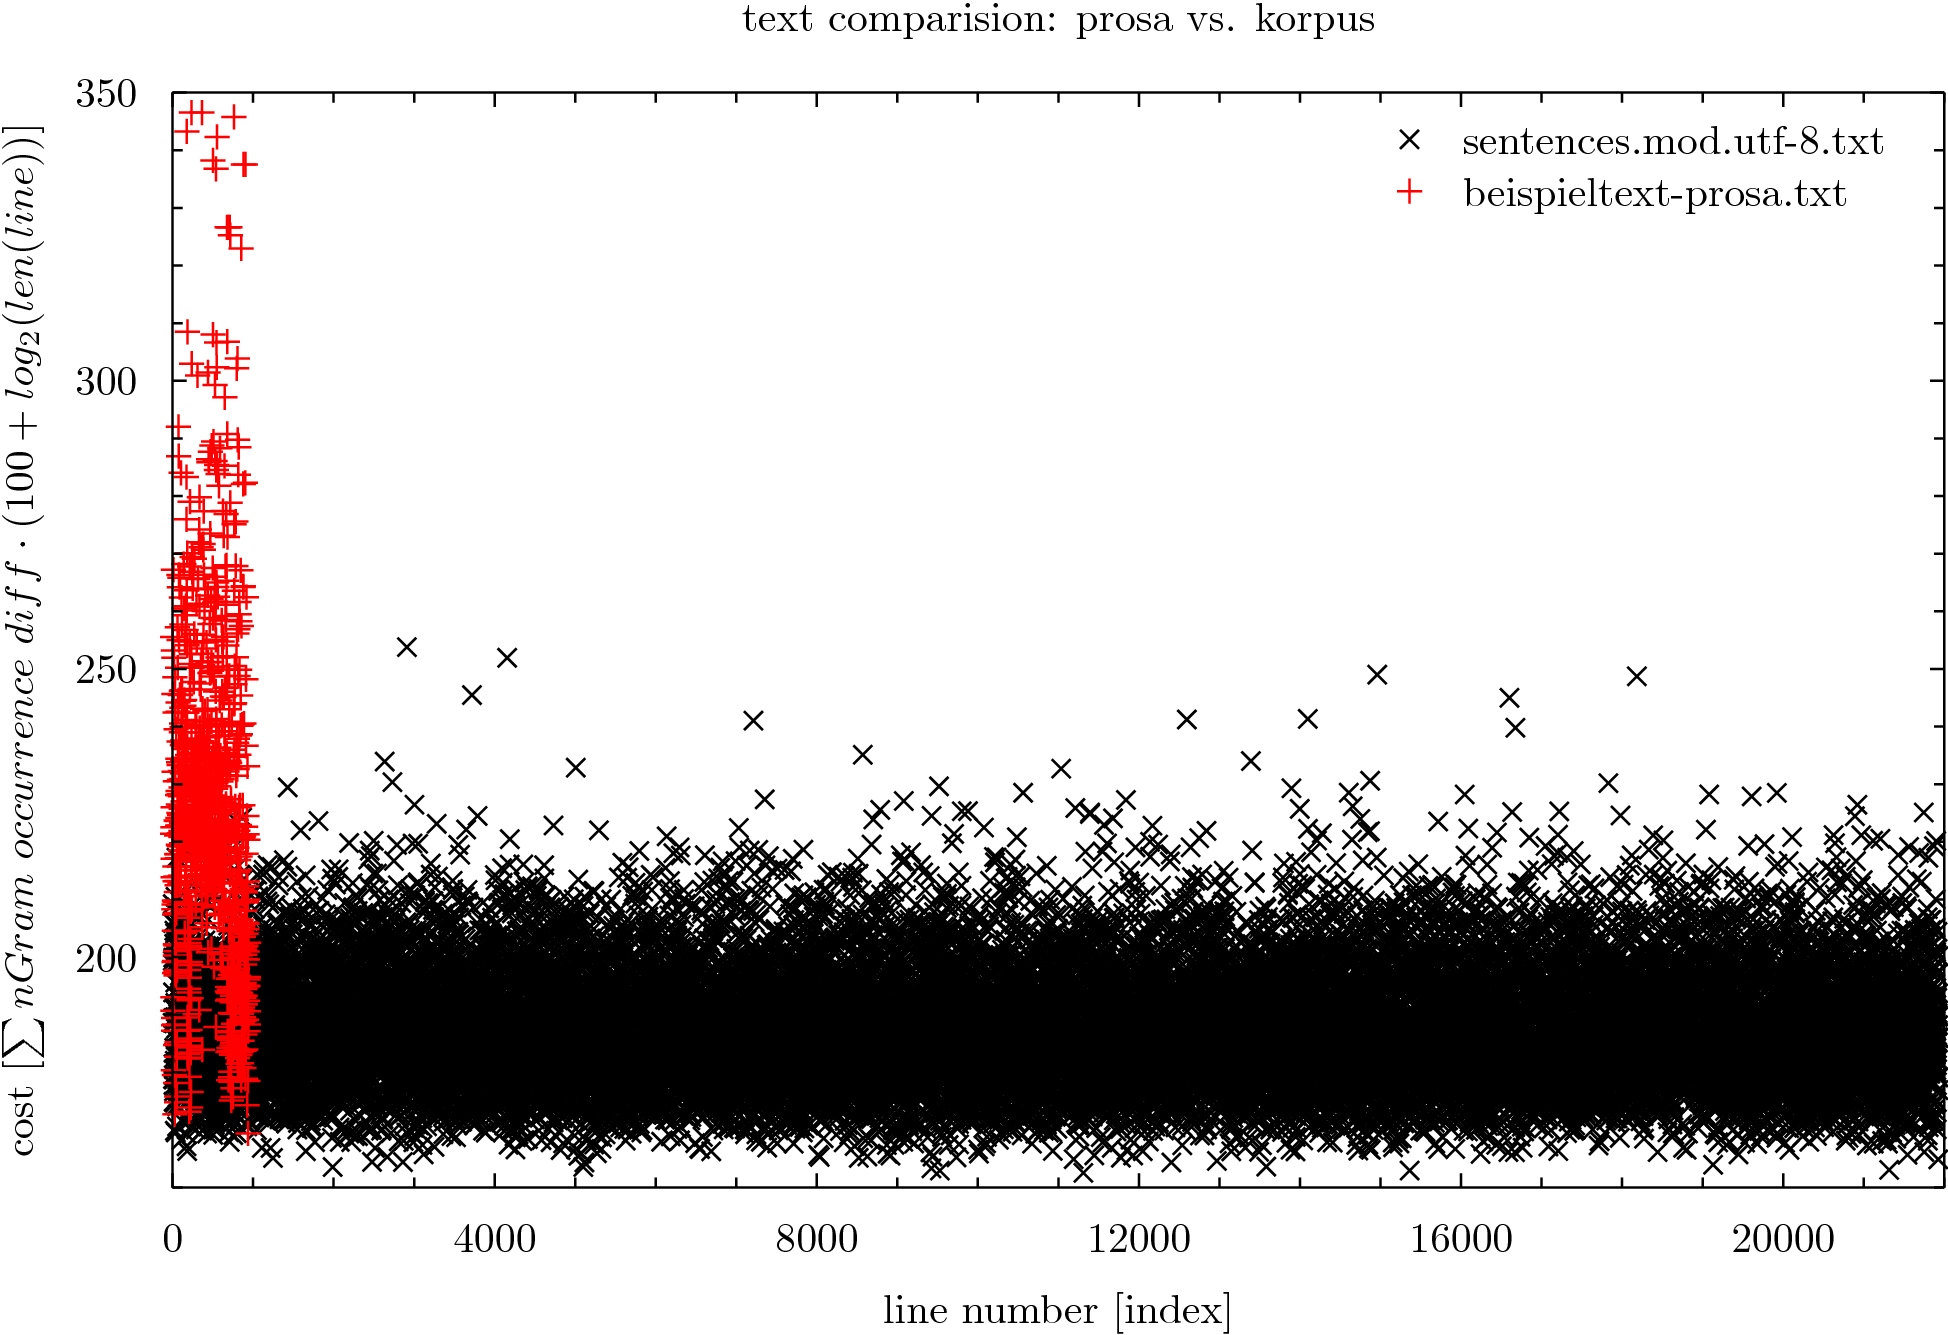 text comparision: prosa vs. korpus
cost [∑ nGram occurrence diff · (100 + log₂(len(line)))]
350
300
250
200
sentences.mod.utf-8.txt
beispieltext-prosa.txt
0 4000 8000 12000 16000 20000
line number [index]